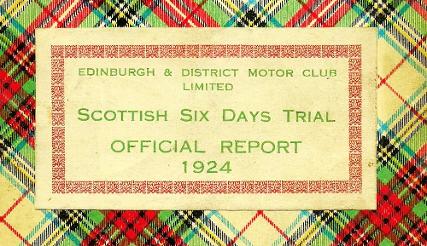 EDINBURGH & DISTRICT MOTOR CLUB
LIMITED
SCOTTISH SIX DAYS TRIAL
OFFICIAL REPORT
1924